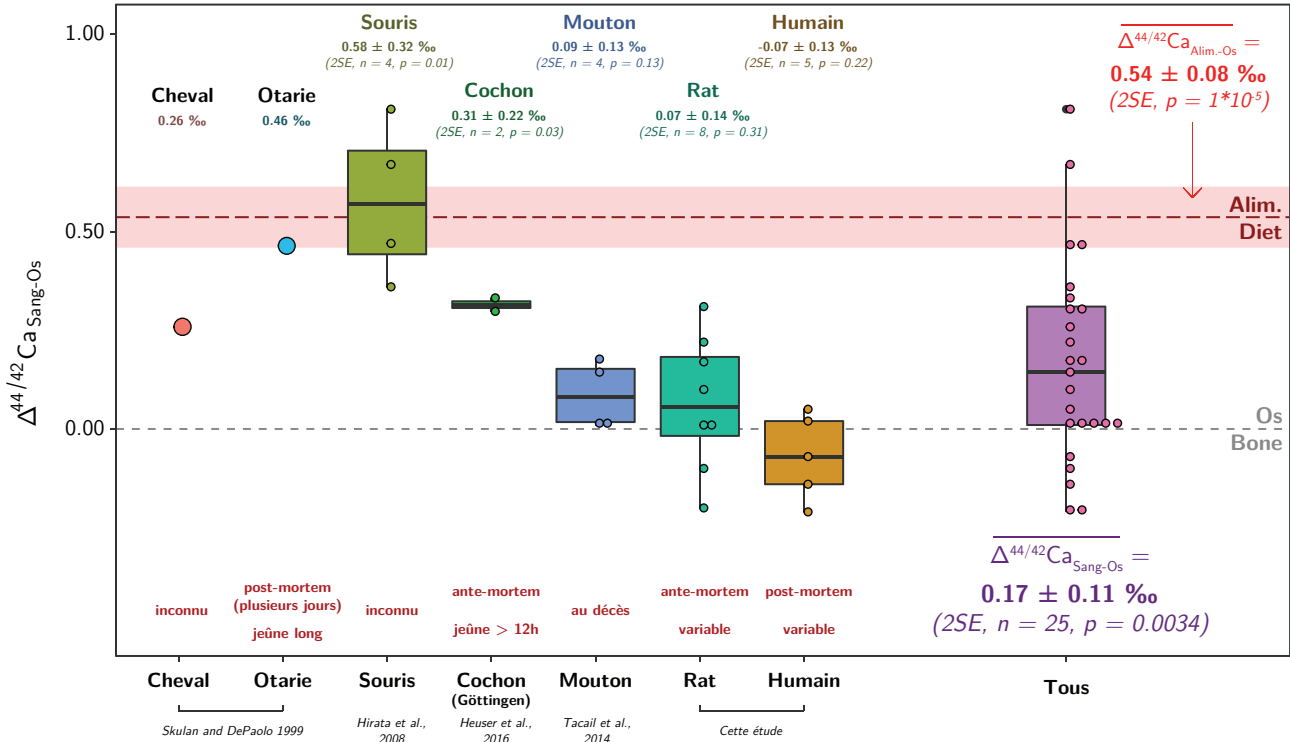 Δ44/42Ca Sang-Os
1.00
0.50
0.00
Souris
0.58 ± 0.32 ‰
(2SE, n = 4, p = 0.01)
Mouton
0.09 ± 0.13 ‰
(2SE, n = 4, p = 0.13)
Humain
-0.07 ± 0.13 ‰
(2SE, n = 5, p = 0.22)
Cheval
0.26 ‰
Otarie
0.46 ‰
Cochon
0.31 ± 0.22 ‰
(2SE, n = 2, p = 0.03)
Rat
0.07 ± 0.14 ‰
(2SE, n = 8, p = 0.31)
Δ44/42Ca Alim.-Os =
0.54 ± 0.08 ‰
(2SE, p = 1*10-5)
Alim.
Diet
Os
Bone
Δ44/42Ca Sang-Os =
0.17 ± 0.11 ‰
(2SE, n = 25, p = 0.0034)
inconnu
post-mortem
(plusieurs jours)
jeûne long
inconnu
ante-mortem
jeûne > 12h
au décès
ante-mortem
variable
post-mortem
variable
Cheval
Otarie
Souris
Cochon
(Göttingen)
Mouton
Rat
Humain
Tous
Skulan and DePaolo 1999
Hirata et al.,
2008
Heuser et al.,
2016
Tacail et al.,
2014
Cette étude